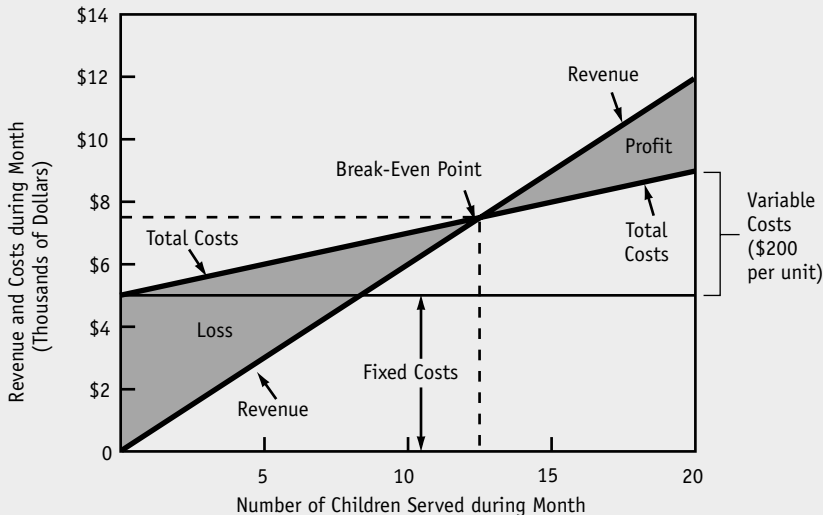 $14
$12
$10
$8
$6
$4
$2
0
Revenue and Costs during Month
(Thousands of Dollars)
Revenue
Profit
Break-Even Point
Total Costs
Total
Costs
Variable
Costs
($200
per unit)
Loss
Fixed Costs
Revenue
5
10
15
20
Number of Children Served during Month